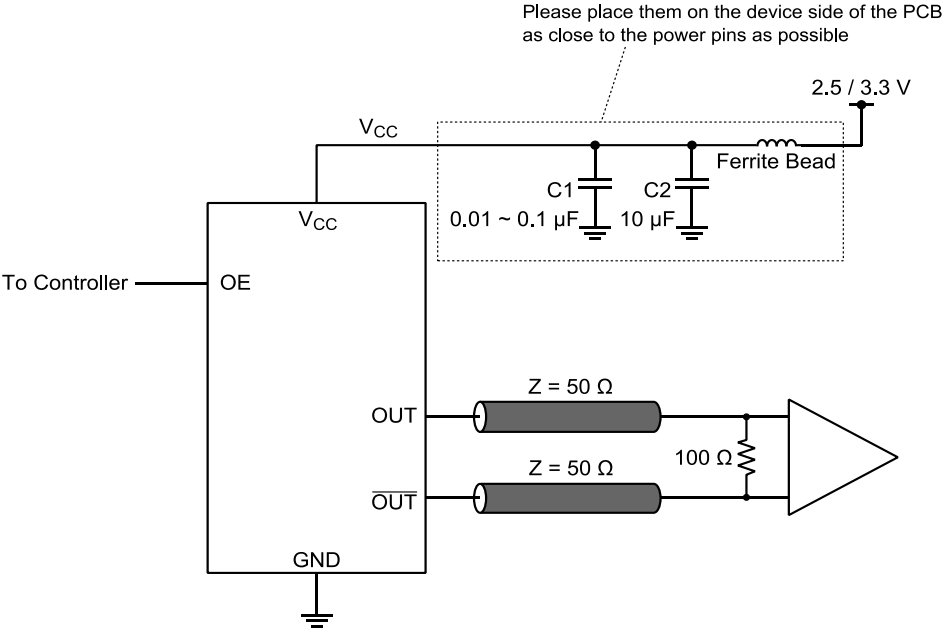 Please place them on the device side of the PCB
as close to the power pins as possible
2.5 / 3.3 V
VCC
Ferrite Bead
C1
C2
0.01 ~ 0.1 µF
10 µF
VCC
To Controller
OE
Z = 50 Ω
OUT
100 Ω
Z = 50 Ω
OUT
GND